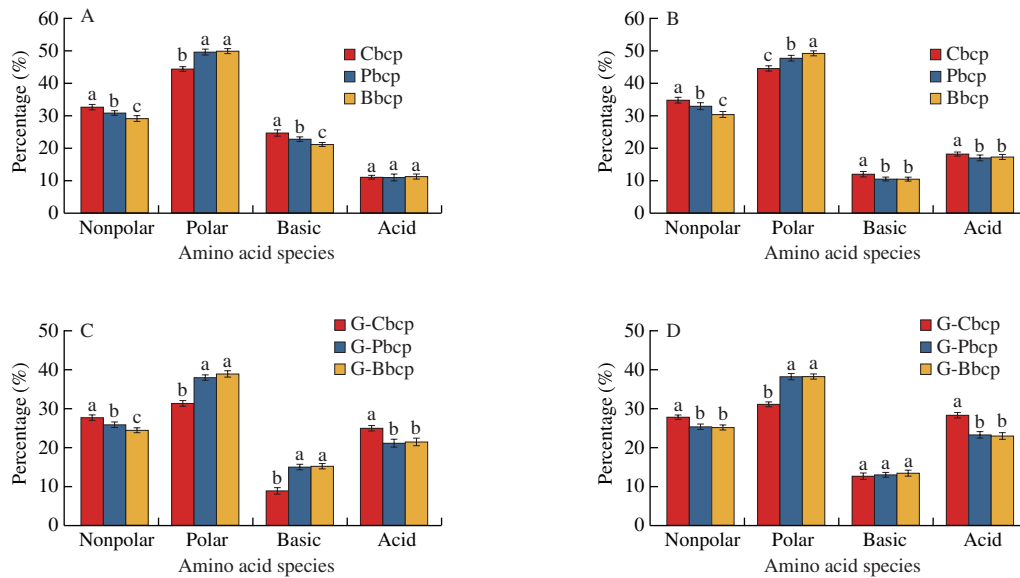 A
Percentage (%)
60
50
40
30
20
10
0
Cbcp
Pbcp
Bbcp
a b c
b a a
a b c
a a a
Nonpolar Polar Basic Acid
Amino acid species
B
Percentage (%)
60
50
40
30
20
10
0
Cbcp
Pbcp
Bbcp
a b c
c b a
a b b
a b b
Nonpolar Polar Basic Acid
Amino acid species
C
Percentage (%)
50
40
30
20
10
0
G-Cbcp
G-Pbcp
G-Bbcp
a b c
b a a
b a a
a b b
Nonpolar Polar Basic Acid
Amino acid species
D
Percentage (%)
50
40
30
20
10
0
G-Cbcp
G-Pbcp
G-Bbcp
a b b
b a a
a a a
a b b
Nonpolar Polar Basic Acid
Amino acid species